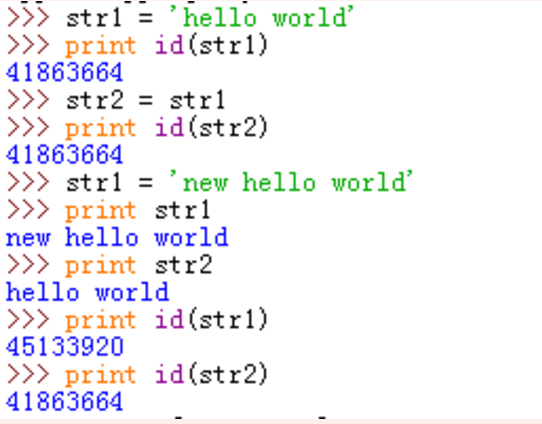 >>> str1 = 'hello world'
>>> print id(str1)
41863664
>>> str2 = str1
>>> print id(str2)
41863664
>>> str1 = 'new hello world'
>>> print str1
new hello world
>>> print str2
hello world
>>> print id(str1)
45133920
>>> print id(str2)
41863664